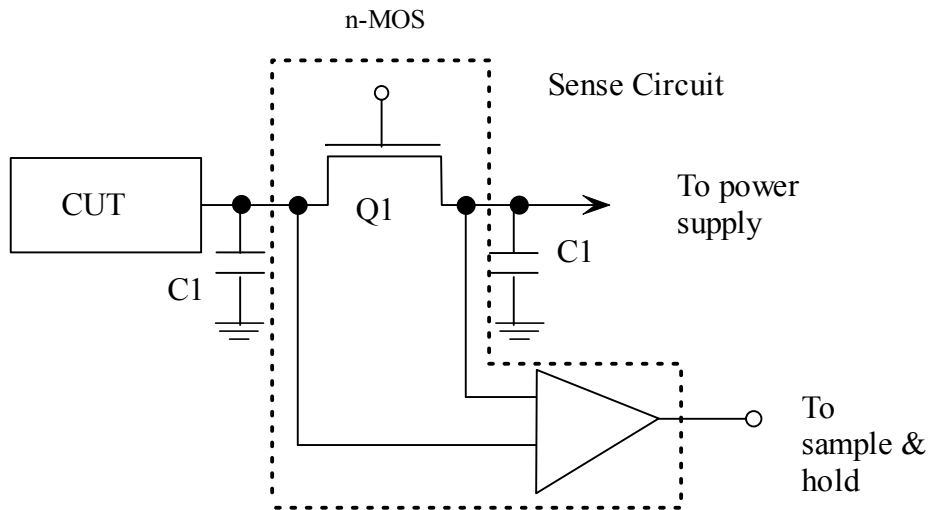 n-MOS
Sense Circuit
CUT
Q1
To power
supply
C1
C1
To
sample &
hold